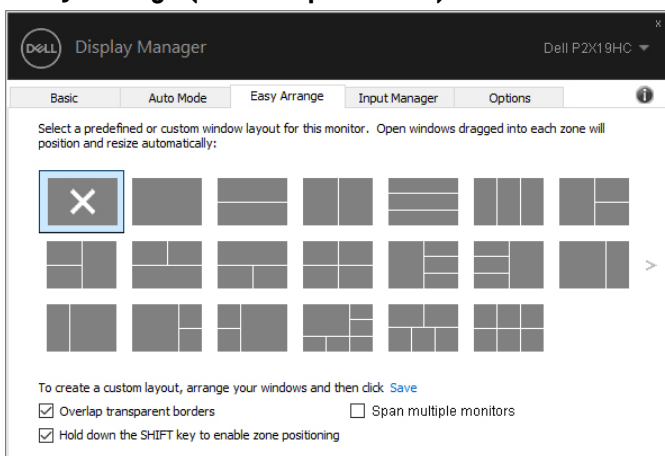 DELL Display Manager Dell P2X19HC
Basic Auto Mode Easy Arrange Input Manager Options
Select a predefined or custom window layout for this monitor. Open windows dragged into each zone will
position and resize automatically:
To create a custom layout, arrange your windows and then click Save
Overlap transparent borders Span multiple monitors
Hold down the SHIFT key to enable zone positioning